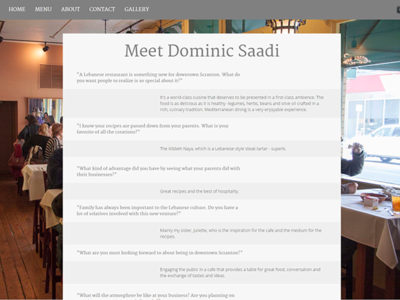 HOME MENU ABOUT CONTACT GALLERY
Meet Dominic Saadi
"A Lebanese restaurant is something new for downtown Scranton. What do
you want people to realize is so special about it?"
It's a world-class cuisine that deserves to be presented in a first class ambience. The
food is as delicious as it is healthy: legumes, herbs, beans and olive oil crafted in a
rich, culinary tradition. Mediterranean dining is a total experience.
"I know your recipes are passed down from your parents. What is your
favorite of all the creations?"
The Kibbeh Naya, which is a Lebanese style steak tartar - superb.
"What kind of advantage did you have by seeing what your parents did with
their businesses?"
Great recipes and the best of hospitality.
"Family has always been important to the Lebanese culture. Do you have a
lot of relations involved with this new venture?"
Mainly my sister, Junelle, who is the inspiration for the cafe and the medium for the
recipes.
"What are you most looking forward to about being in downtown Scranton?"
Engaging the public in a cafe that provides a table for great food, conversation and
the exchange of tastes and ideas.
"What will the atmosphere be like at your business? Are you planning on